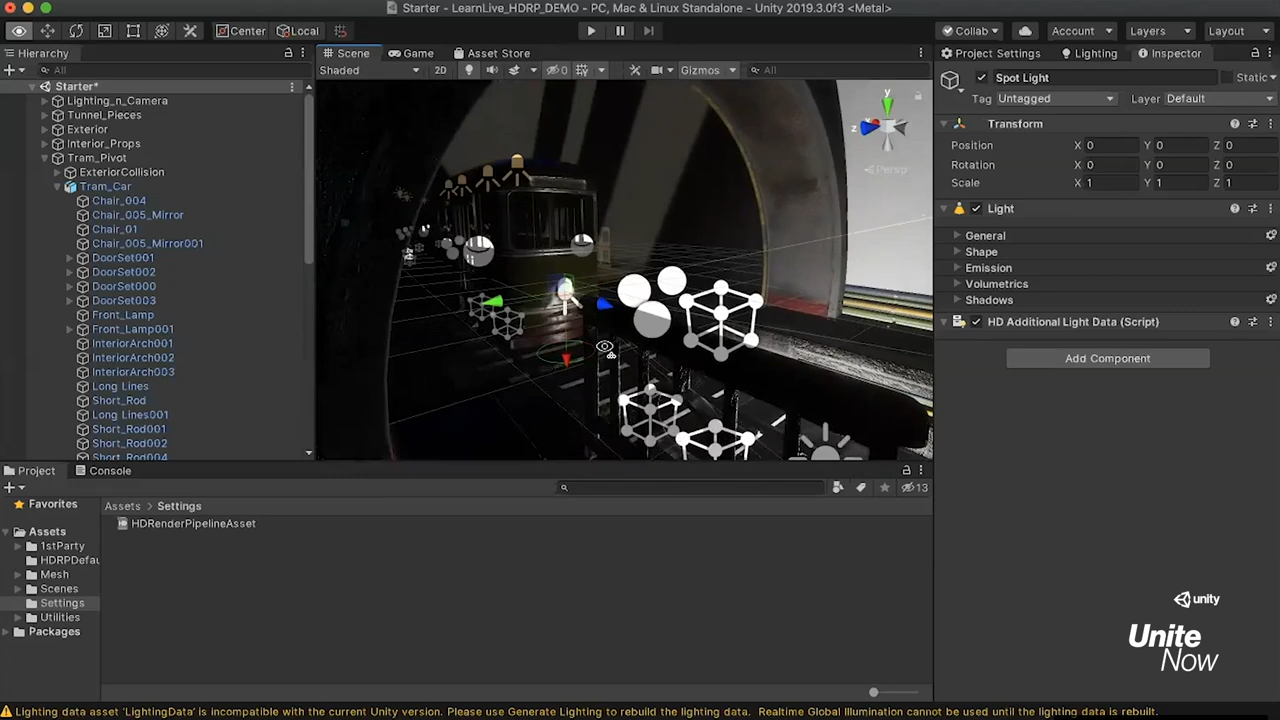 Starter - LearnLive_HDRP_DEMO - PC, Mac & Linux Standalone - Unity 2019.3.0f3 <Metal>
Center Local Collab Account Layers Layout
Hierarchy Scene Game Asset Store Project Settings Lighting Inspector
All Shaded 2D 0 Gizmos All Spot Light Static
Starter*
Tag Untagged Layer Default
Lighting_n_Camera
Tunnel_Pieces
Exterior
Interior_Props
Tram_Pivot
ExteriorCollision
Tram_Car
Chair_004
Chair_005_Mirror
Chair_01
Chair_005_Mirror001
DoorSet001
DoorSet002
DoorSet000
DoorSet003
Front_Lamp
Front_Lamp001
InteriorArch001
InteriorArch002
InteriorArch003
Long Lines
Short_Rod
Long Lines001
Short_Rod001
Short_Rod002
Short_Rod004
y
z
x
Persp
Transform
Position X 0 Y 0 Z 0
Rotation X 0 Y 0 Z 0
Scale X 1 Y 1 Z 1
Light
General
Shape
Emission
Volumetrics
Shadows
HD Additional Light Data (Script)
Add Component
Project Console
13
Favorites
Assets
1stParty
HDRPDefau
Mesh
Scenes
Settings
Utilities
Packages
Assets > Settings
HDRenderPipelineAsset
unity
Unite
Now
Lighting data asset 'LightingData' is incompatible with the current Unity version. Please use Generate Lighting to rebuild the lighting data. Realtime Global Illumination cannot be used until the lighting data is rebuilt.